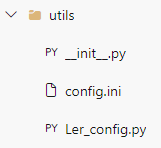 utils
PY __init__.py
config.ini
PY Ler_config.py